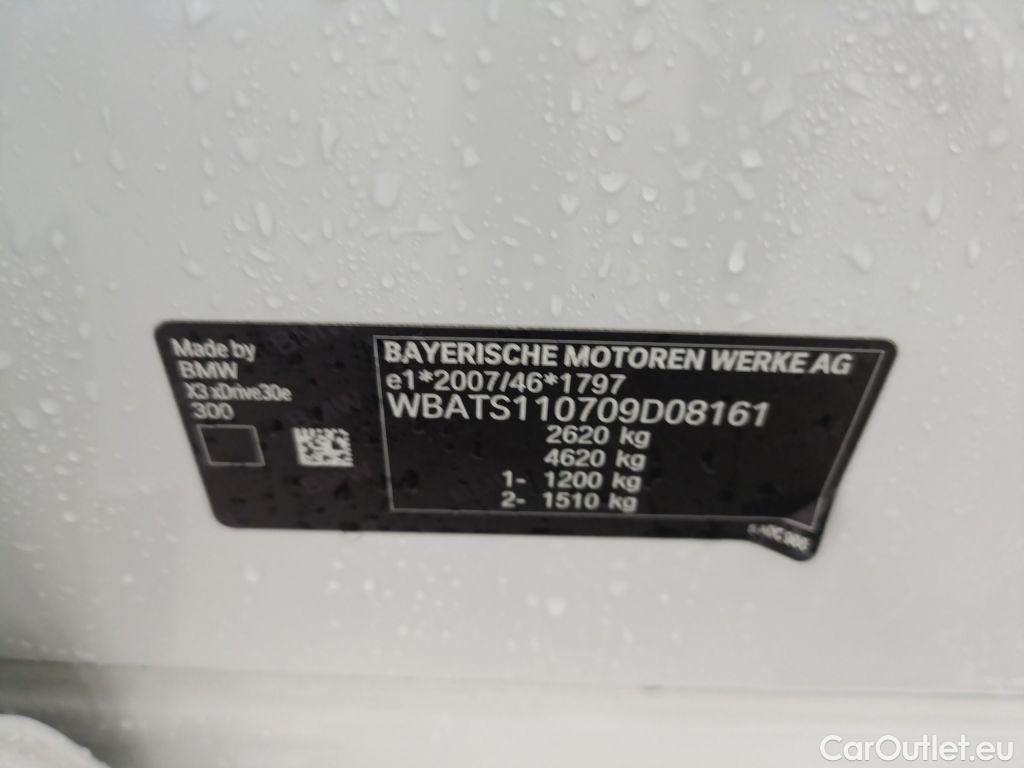 Made by
BMW
X3 xDrive30e
300
BAYERISCHE MOTOREN WERKE AG
e1*2007/46*1797
WBATS110709D08161
2620 kg
4620 kg
1- 1200 kg
2- 1510 kg
CarOutlet.eu